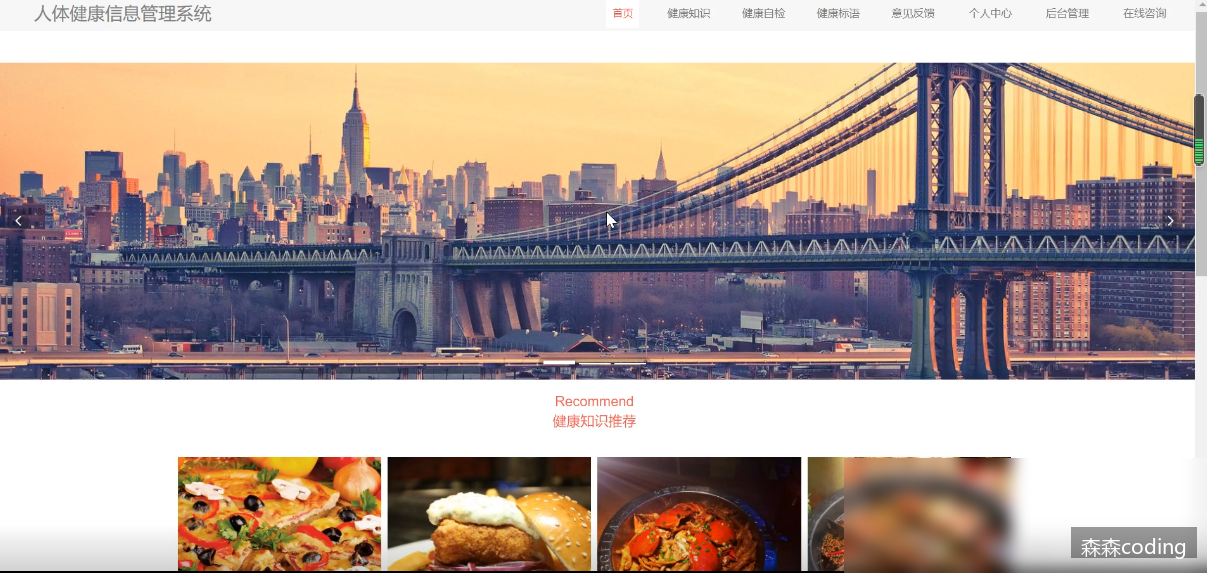 人体健康信息管理系统
首页 健康知识 健康自检 健康标语 意见反馈 个人中心 后台管理 在线咨询
Recommend
健康知识推荐
森森coding